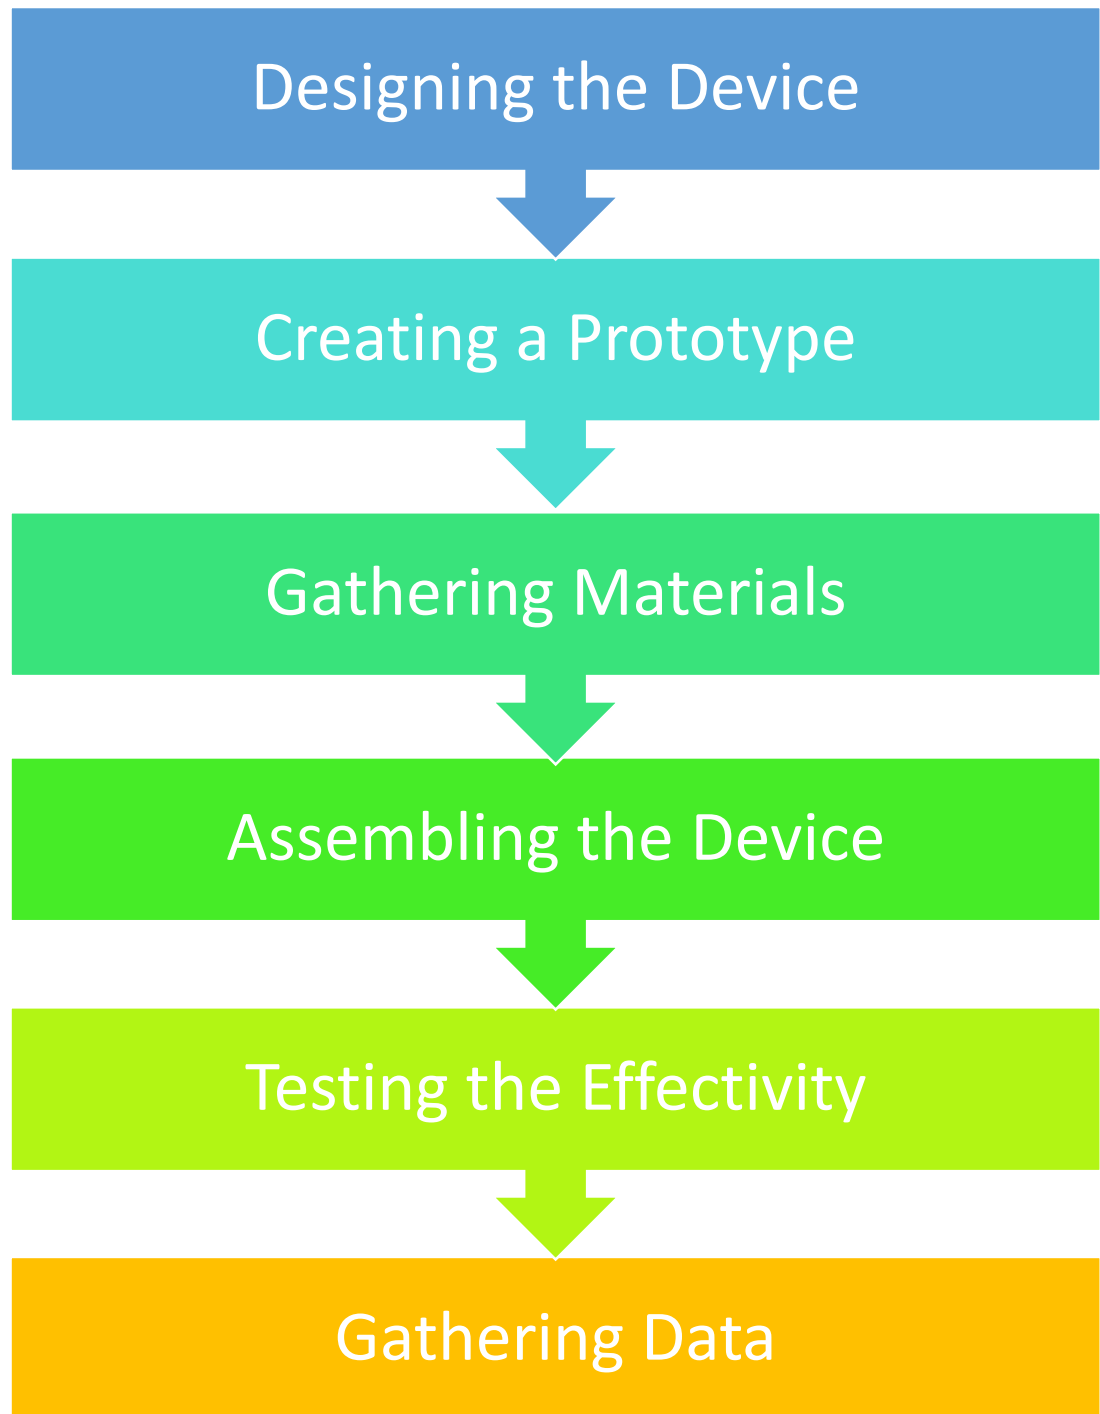 Designing the Device
Creating a Prototype
Gathering Materials
Assembling the Device
Testing the Effectivity
Gathering Data